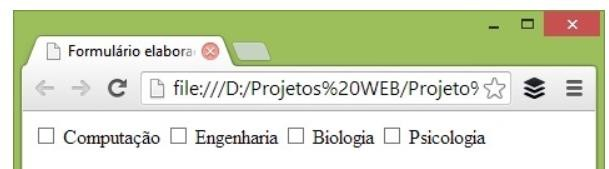 Formulário elabora
file:///D:/Projetos%20WEB/Projeto%
Computação Engenharia Biologia Psicologia